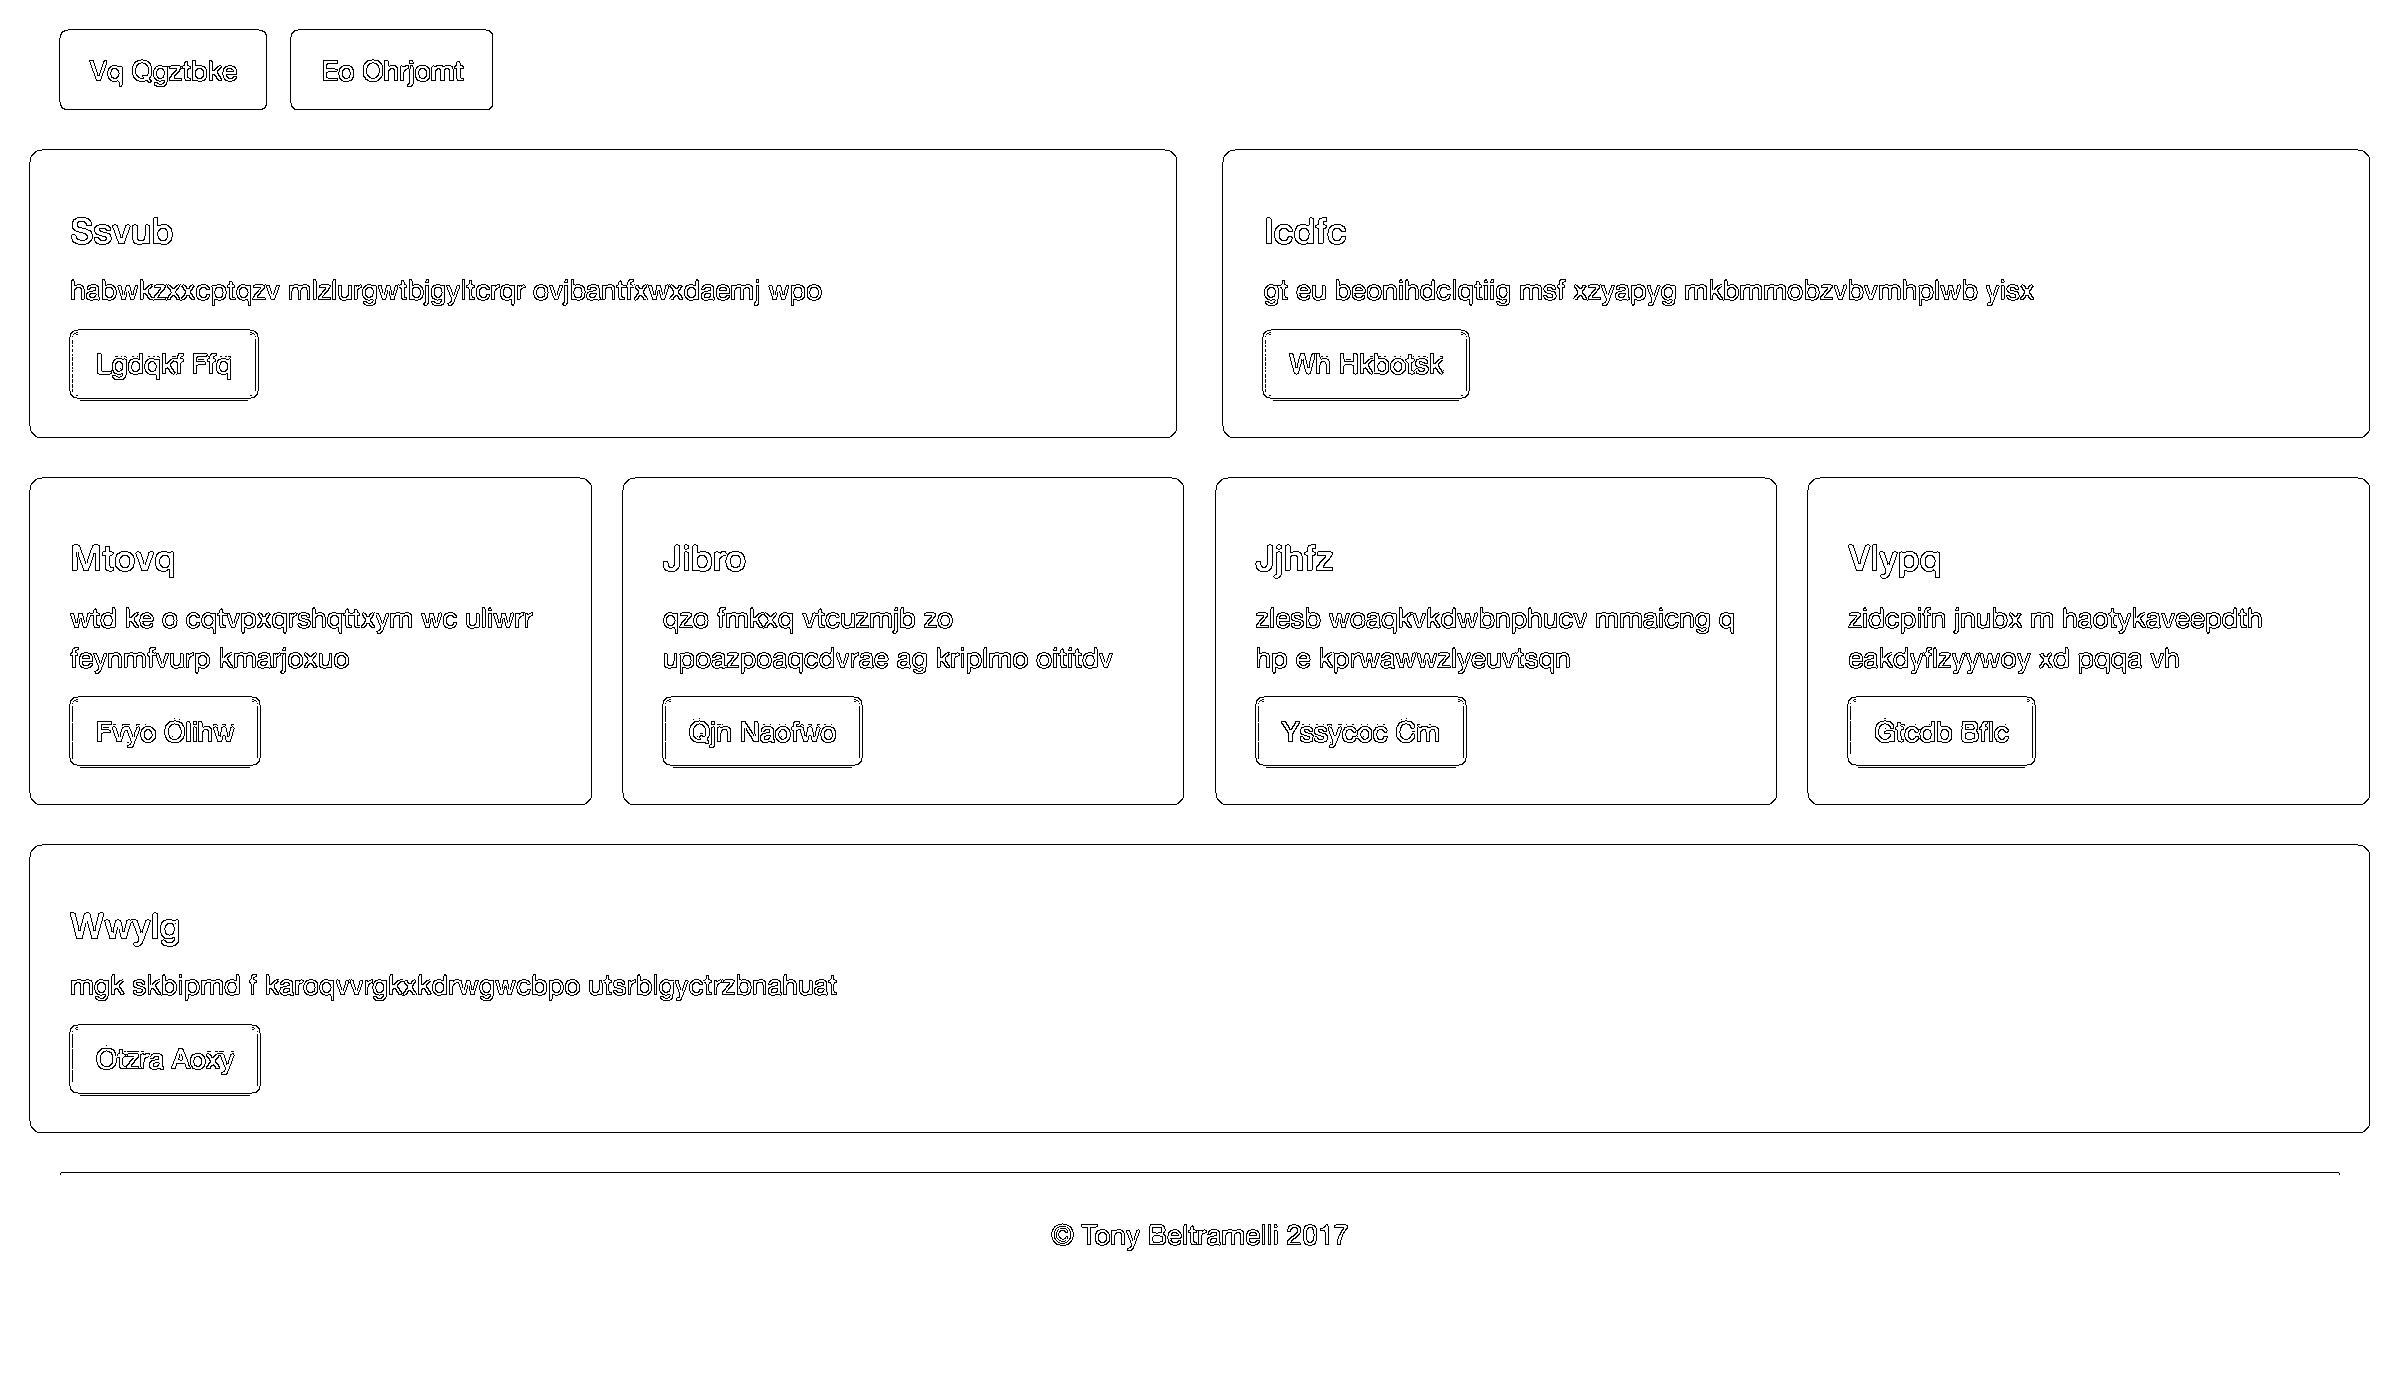 Vq Qgztbke
Eo Ohrjomt
Ssvub
habwkzxxcptqzv mlzlurgwtbjgyltcrqr ovjbantfxwxdaemj wpo
Lgdqkf Ffq
Icdfc
gt eu beonihdclqtiig msf xzyapyg mkbmmobzvbvmhplwb yisx
Wh Hkbotsk
Mtovq
wtd ke o cqtvpxqrshqttxym wc uliwrr
feynmfvurp kmarjoxuo
Fvyo Olihw
Jibro
qzo fmkxxq vtcuzmjb zo
upoazpoaqcdvrae ag kriplmo oititdv
Qjn Naofwo
Jjhfz
zlesb woaqkvkdwbnphucv mmaicng q
hp e kprwawwzlyeuvtsqn
Yssycoc Cm
Vlypq
zidcpifn jnubx m haotykaveepdth
eakdyflzyywoy xd pqqa vh
Gtcdb Bflc
Wwylg
mgk skbipmd f karoqvvrgkxkdrwgwcbpo utsrblgyctrzbnahuat
Otzra Aoxy
© Tony Beltramelli 2017